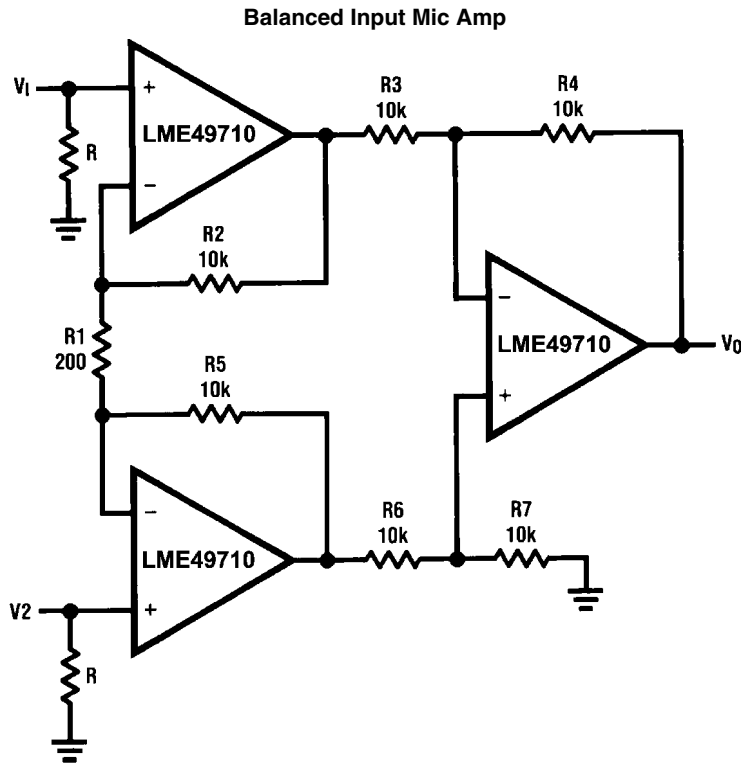 Balanced Input Mic Amp
VI
+
LME49710
−
R
R3
10k
R4
10k
R2
10k
R1
200
R5
10k
−
LME49710
+
VO
−
LME49710
+
R6
10k
R7
10k
V2
R